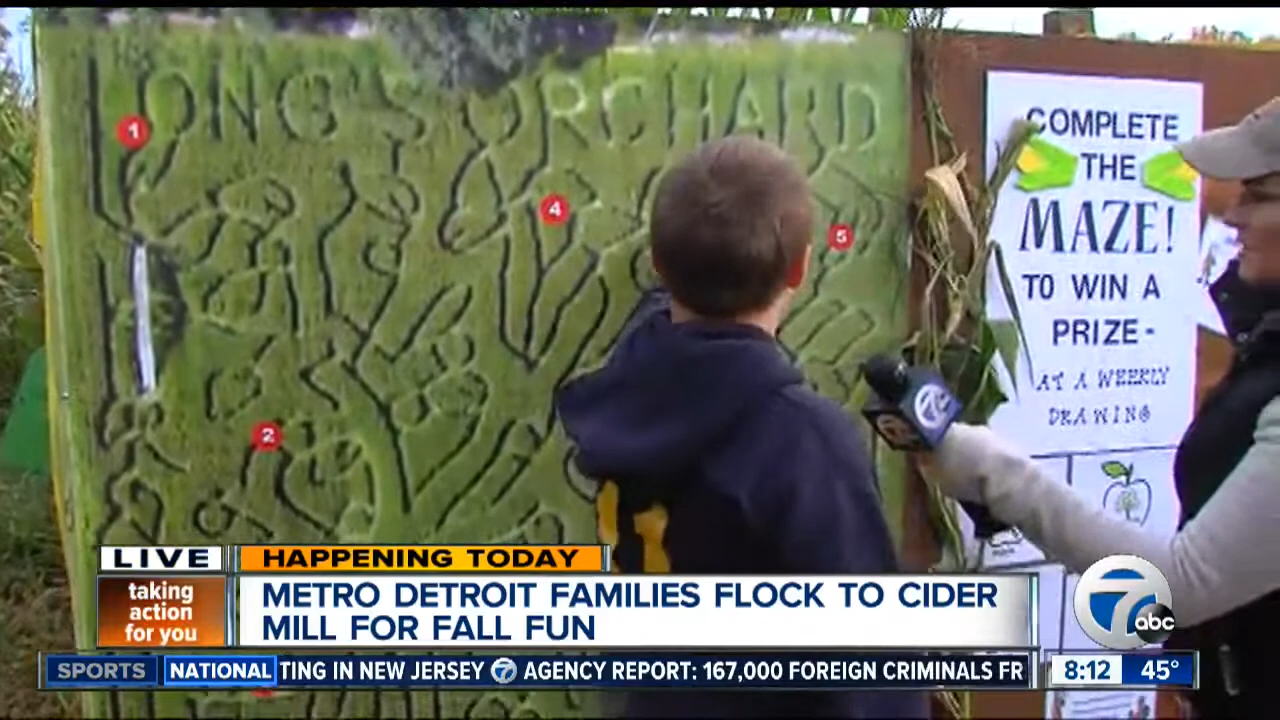 LONG'S ORCHARD
1
4
5
2
COMPLETE
THE
MAZE!
TO WIN A
PRIZE-
AT A WEEKLY
DRAWING
7
LIVE
HAPPENING TODAY
taking
action
for you
METRO DETROIT FAMILIES FLOCK TO CIDER
MILL FOR FALL FUN
7
abc
SPORTS
NATIONAL
TING IN NEW JERSEY 7 AGENCY REPORT: 167,000 FOREIGN CRIMINALS FR
8:12
45°